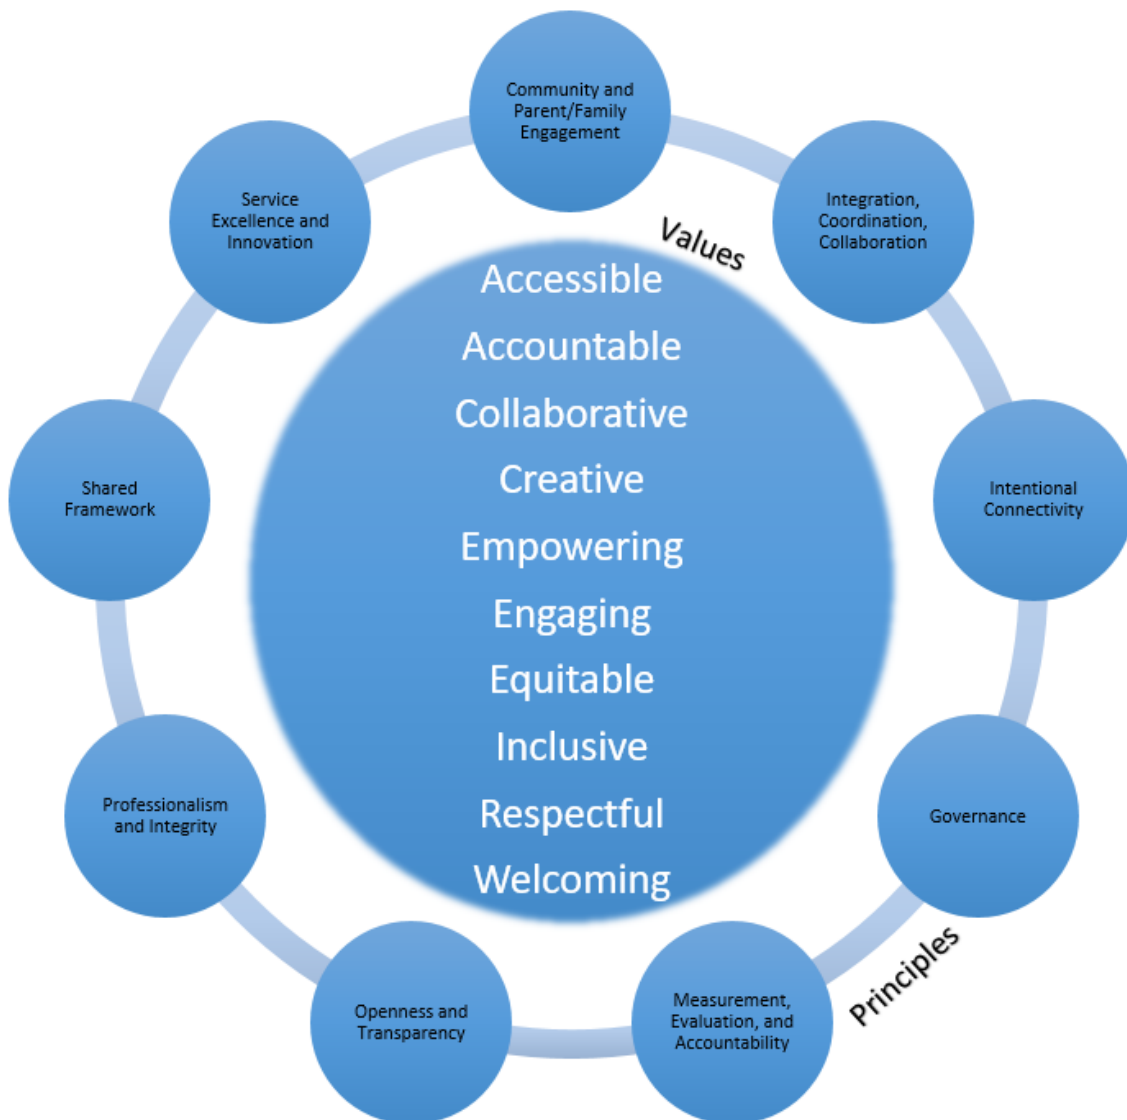 Community and
Parent/Family
Engagement
Integration,
Coordination,
Collaboration
Intentional
Connectivity
Governance
Measurement,
Evaluation, and
Accountability
Openness and
Transparency
Professionalism
and Integrity
Shared
Framework
Service
Excellence and
Innovation
Values
Accessible
Accountable
Collaborative
Creative
Empowering
Engaging
Equitable
Inclusive
Respectful
Welcoming
Principles